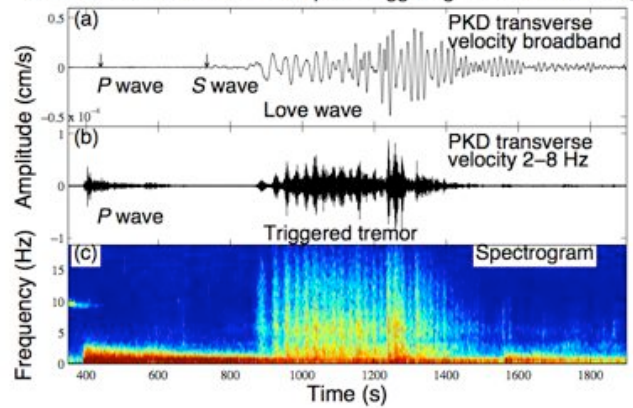 (a)
PKD transverse
velocity broadband
0.5
0
−0.5
P wave
S wave
Love wave
Amplitude (cm/s)
(b)
PKD transverse
velocity 2–8 Hz
1
0
−1
P wave
Triggered tremor
(c)
Spectrogram
Frequency (Hz)
15
10
5
0
400 600 800 1000 1200 1400 1600 1800
Time (s)